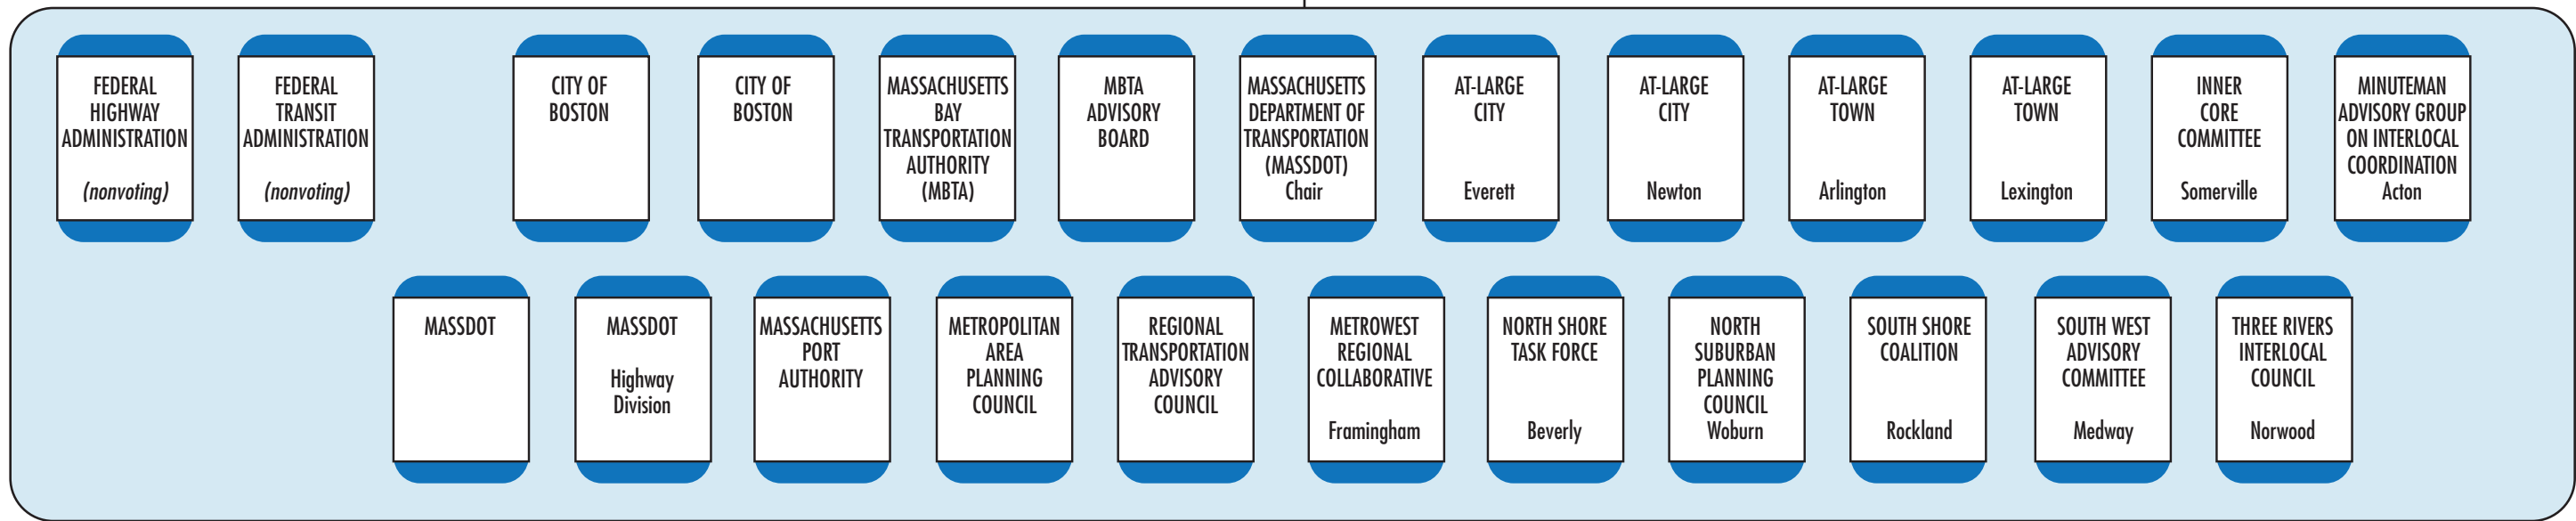 FEDERAL
HIGHWAY
ADMINISTRATION
(nonvoting)
FEDERAL
TRANSIT
ADMINISTRATION
(nonvoting)
CITY OF
BOSTON
CITY OF
BOSTON
MASSACHUSETTS
BAY
TRANSPORTATION
AUTHORITY
(MBTA)
MBTA
ADVISORY
BOARD
MASSACHUSETTS
DEPARTMENT OF
TRANSPORTATION
(MASSDOT)
Chair
AT-LARGE
CITY
Everett
AT-LARGE
CITY
Newton
AT-LARGE
TOWN
Arlington
AT-LARGE
TOWN
Lexington
INNER
CORE
COMMITTEE
Somerville
MINUTEMAN
ADVISORY GROUP
ON INTERLOCAL
COORDINATION
Acton
MASSDOT
MASSDOT
Highway
Division
MASSACHUSETTS
PORT
AUTHORITY
METROPOLITAN
AREA
PLANNING
COUNCIL
REGIONAL
TRANSPORTATION
ADVISORY
COUNCIL
METROWEST
REGIONAL
COLLABORATIVE
Framingham
NORTH SHORE
TASK FORCE
Beverly
NORTH
SUBURBAN
PLANNING
COUNCIL
Woburn
SOUTH SHORE
COALITION
Rockland
SOUTH WEST
ADVISORY
COMMITTEE
Medway
THREE RIVERS
INTERLOCAL
COUNCIL
Norwood